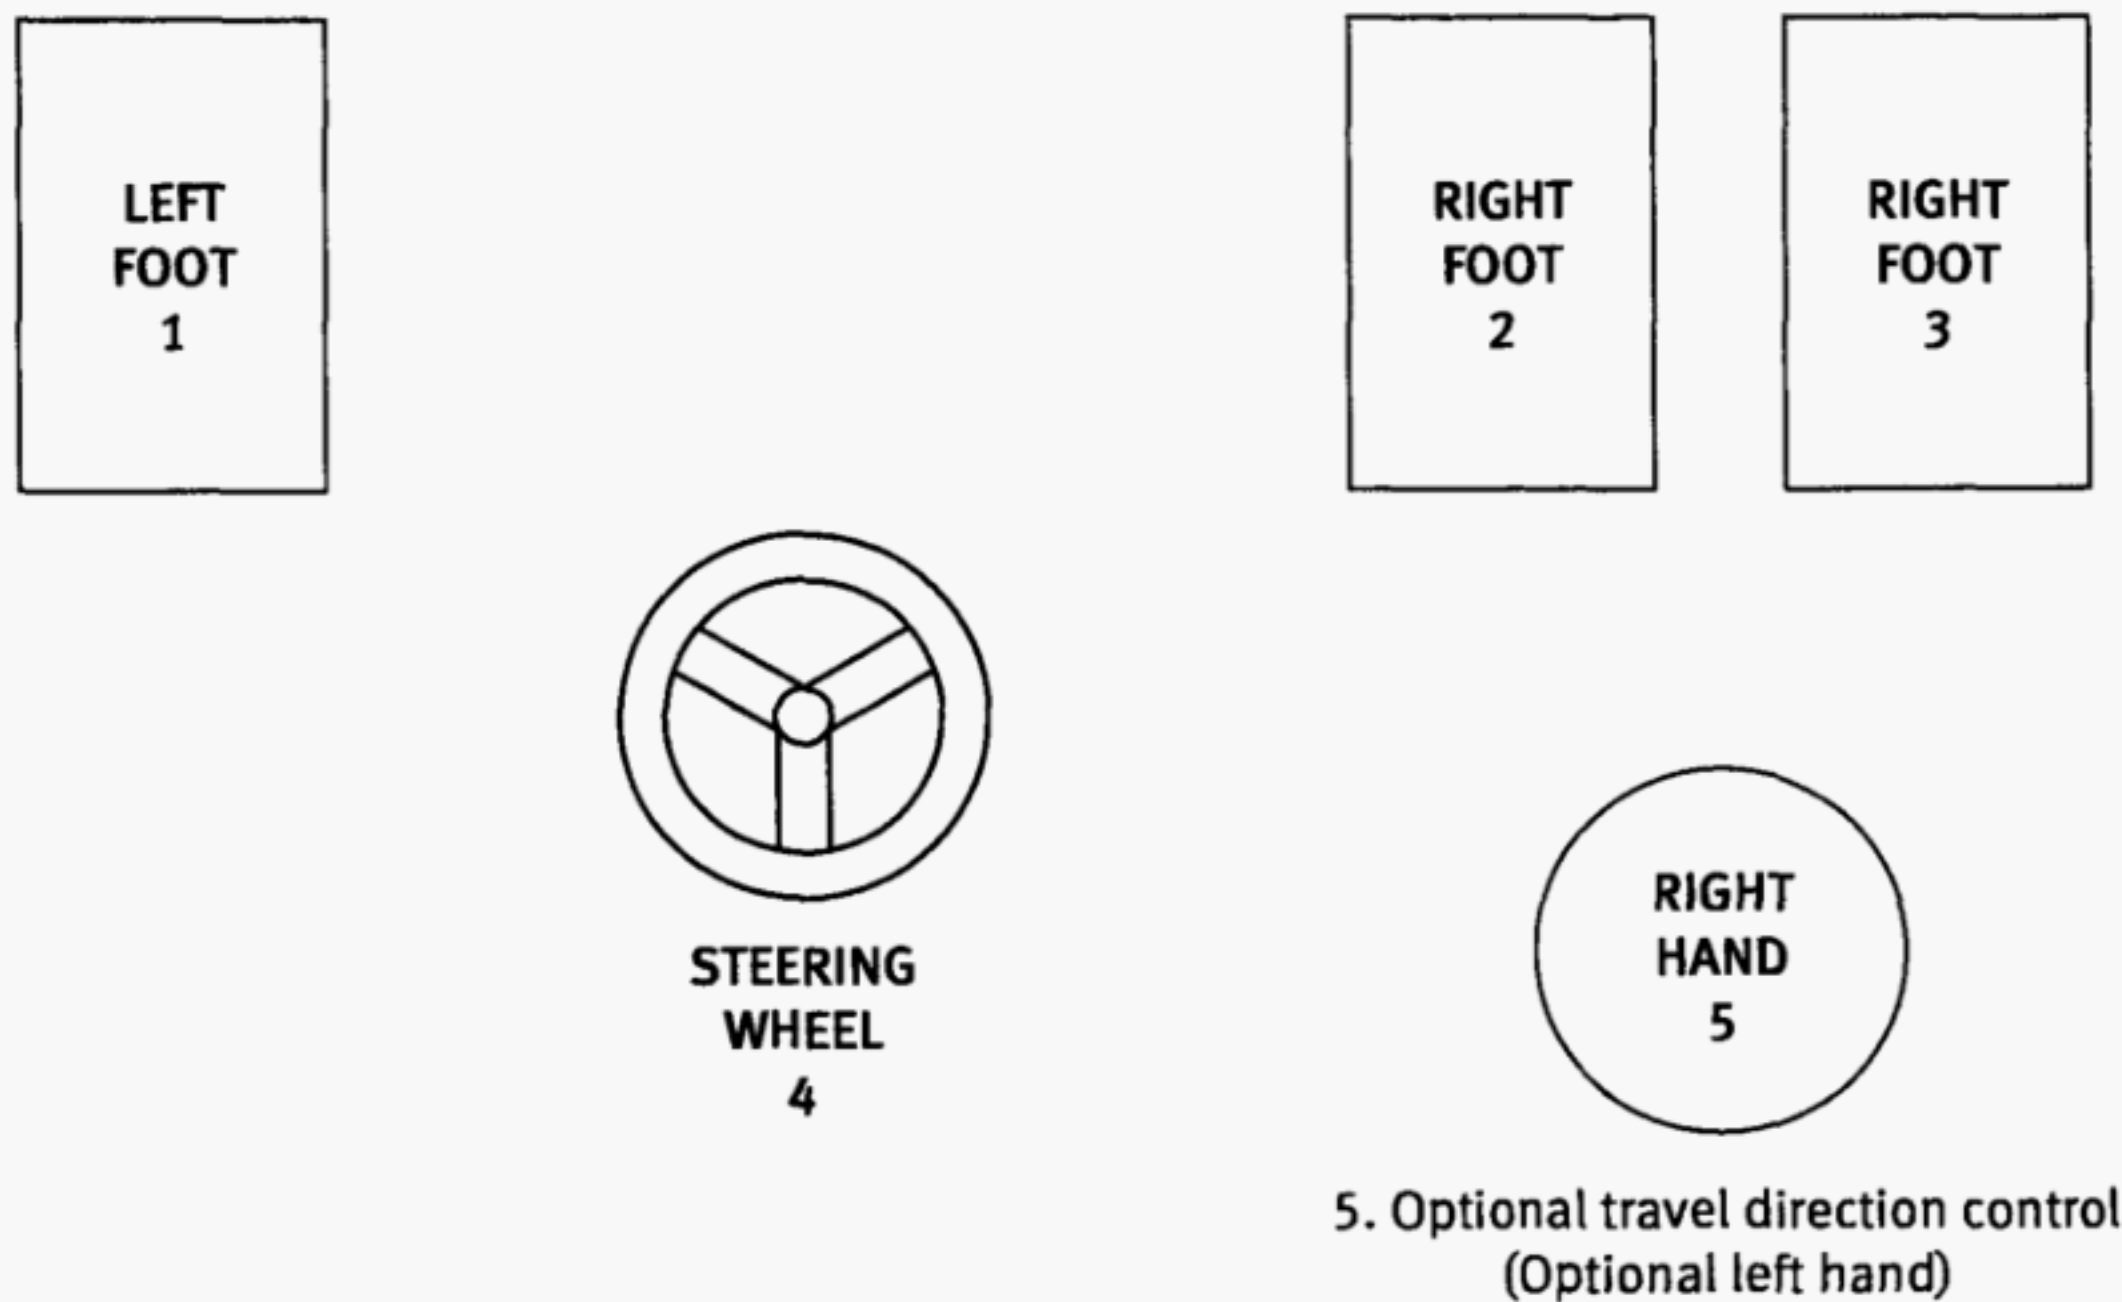 LEFT
FOOT
1
RIGHT
FOOT
2
RIGHT
FOOT
3
STEERING
WHEEL
4
RIGHT
HAND
5
5. Optional travel direction control
(Optional left hand)